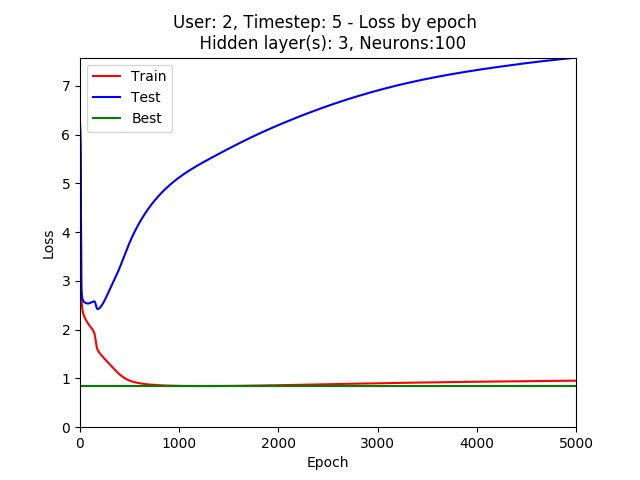 User: 2, Timestep: 5 - Loss by epoch
Hidden layer(s): 3, Neurons:100
Train
Test
Best
7
6
5
4
3
2
1
0
Loss
0 1000 2000 3000 4000 5000
Epoch